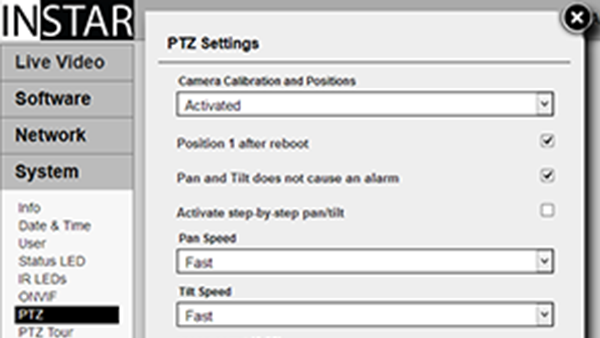 INSTAR
Live Video
Software
Network
System
Info
Date & Time
User
Status LED
IR LEDs
ONVIF
PTZ
PTZ Tour
PTZ Settings
Camera Calibration and Positions
Activated
Position 1 after reboot
Pan and Tilt does not cause an alarm
Activate step-by-step pan/tilt
Pan Speed
Fast
Tilt Speed
Fast